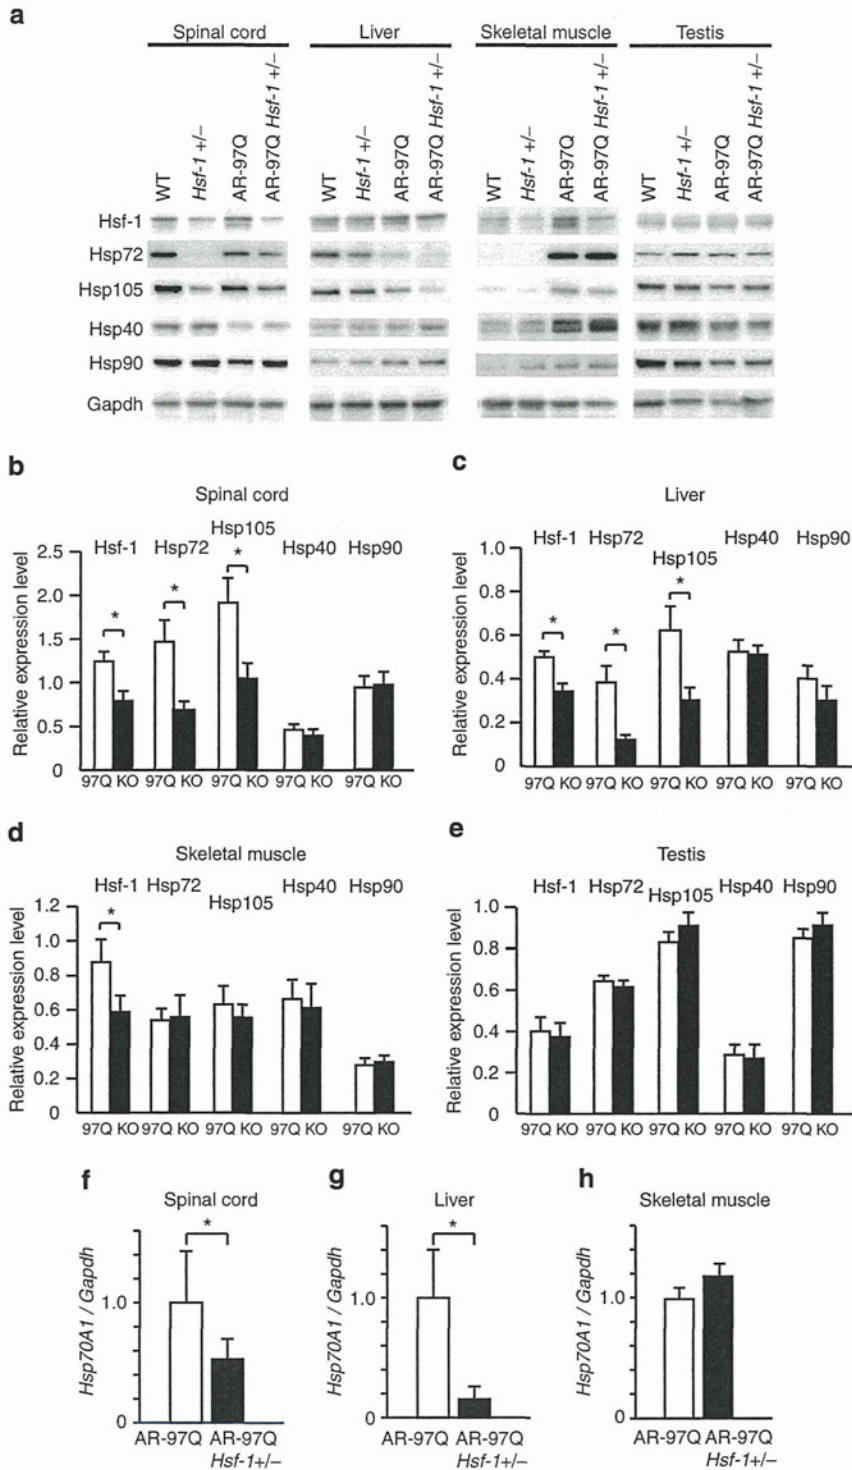 a
Spinal cord Liver Skeletal muscle Testis
WT Hsf-1 +/– AR-97Q AR-97Q Hsf-1 +/– WT Hsf-1 +/– AR-97Q AR-97Q Hsf-1 +/– WT Hsf-1 +/– AR-97Q AR-97Q Hsf-1 +/– WT Hsf-1 +/– AR-97Q AR-97Q Hsf-1 +/–
Hsf-1
Hsp72
Hsp105
Hsp40
Hsp90
Gapdh
b
Spinal cord
Relative expression level
2.5
2.0
1.5
1.0
0.5
0
Hsf-1 Hsp72 Hsp105 Hsp40 Hsp90
* * *
97Q KO 97Q KO 97Q KO 97Q KO 97Q KO
c
Liver
Relative expression level
1.0
0.8
0.6
0.4
0.2
0
Hsf-1 Hsp72 Hsp105 Hsp40 Hsp90
* * *
97Q KO 97Q KO 97Q KO 97Q KO 97Q KO
d
Skeletal muscle
Relative expression level
1.2
1.0
0.8
0.6
0.4
0.2
0
Hsf-1 Hsp72 Hsp105 Hsp40 Hsp90
*
97Q KO 97Q KO 97Q KO 97Q KO 97Q KO
e
Testis
Relative expression level
1.0
0.8
0.6
0.4
0.2
0
Hsf-1 Hsp72 Hsp105 Hsp40 Hsp90
97Q KO 97Q KO 97Q KO 97Q KO 97Q KO
f
Spinal cord
Hsp70A1 / Gapdh
*
1.0
0
AR-97Q AR-97Q
Hsf-1+/–
g
Liver
Hsp70A1 / Gapdh
*
1.0
0
AR-97Q AR-97Q
Hsf-1+/–
h
Skeletal muscle
Hsp70A1 / Gapdh
1.0
0
AR-97Q AR-97Q
Hsf-1+/–